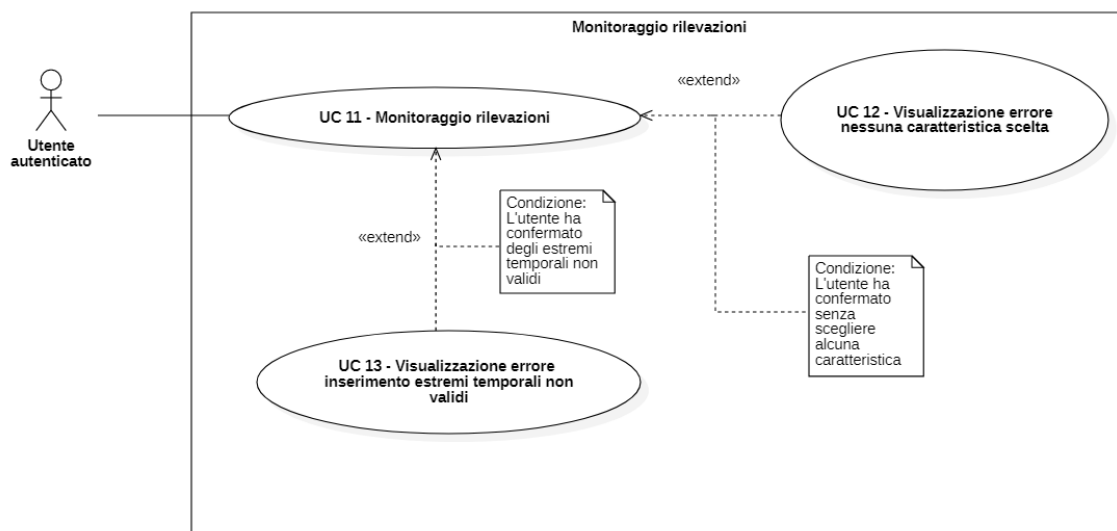 Monitoraggio rilevazioni
«extend»
UC 11 - Monitoraggio rilevazioni
UC 12 - Visualizzazione errore
nessuna caratteristica scelta
Utente
autenticato
Condizione:
L'utente ha
confermato
degli estremi
temporali non
validi
«extend»
Condizione:
L'utente ha
confermato
senza
scegliere
alcuna
caratteristica
UC 13 - Visualizzazione errore
inserimento estremi temporali non
validi